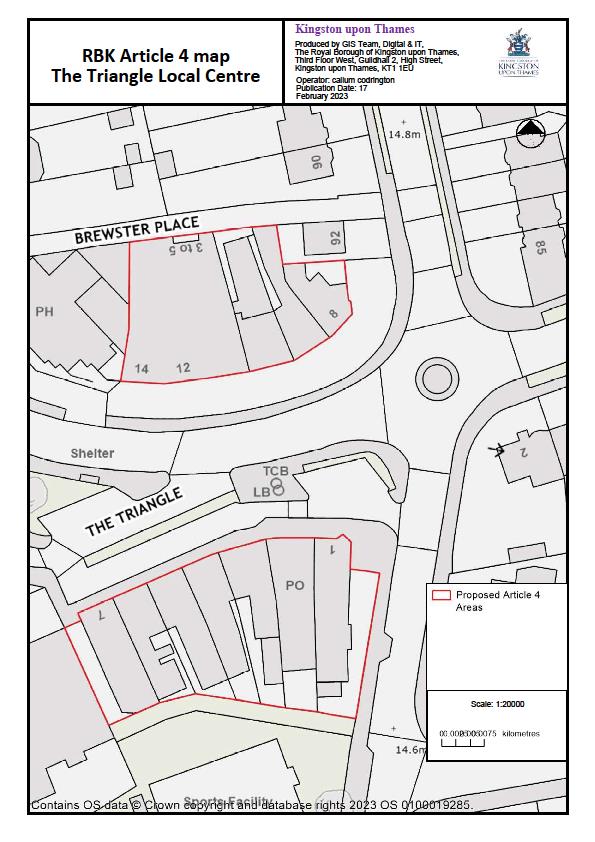 RBK Article 4 map
The Triangle Local Centre
Kingston upon Thames
Produced by GIS Team, Digital & IT,
The Royal Borough of Kingston upon Thames,
Third Floor West, Guildhall 2, High Street,
Kingston upon Thames, KT1 1EU
Operator: callum codrington
Publication Date: 17
February 2023
KINGSTON
UPON THAMES
14.8m
90
BREWSTER PLACE
3 to 5
92
85
PH
8
14
12
Shelter
TCB
LB
2
THE TRIANGLE
1
PO
7
Proposed Article 4
Areas
Scale: 1:20000
kilometres
14.6m
Sports Facility
Contains OS data © Crown copyright and database rights 2023 OS 0100019285.